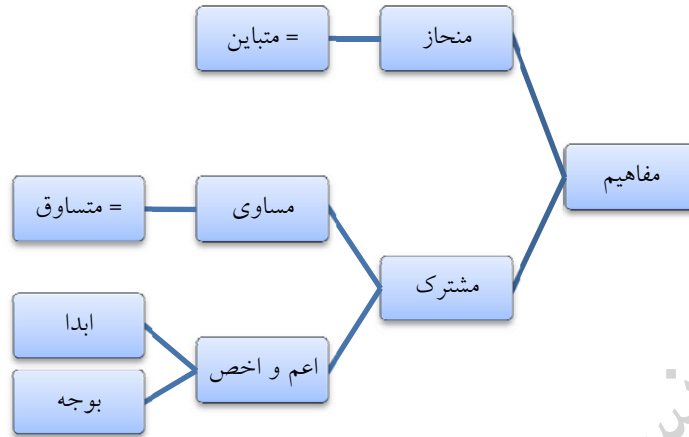 مفاهیم
منحاز
= متباین
مشترک
مساوی
= متساوق
اعم و اخص
ابدا
بوجه